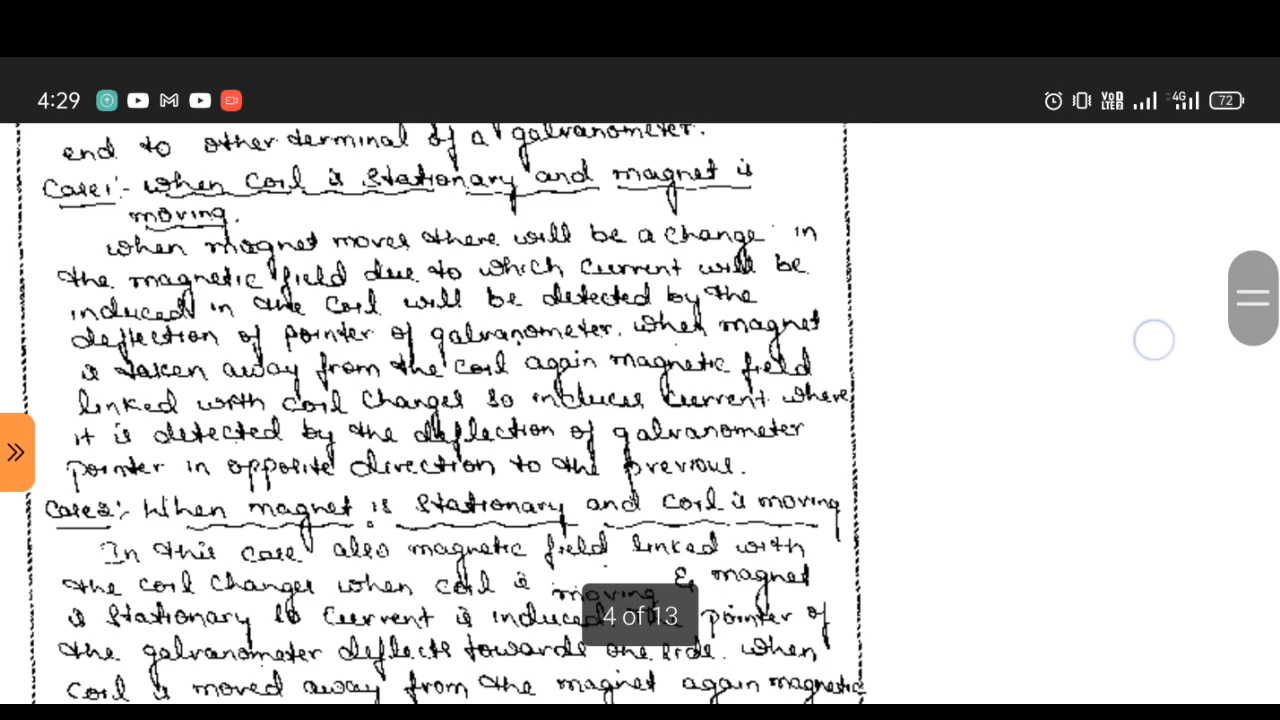 4:29
VoD LTE2 4G 72
end to other terminal of a galvanometer.
Case1:- when coil is stationary and magnet is
moving.
when magnet moves there will be a change in
the magnetic field due to which current will be
induced in the coil will be detected by the
deflection of pointer of galvanometer. when magnet
is taken away from the coil again magnetic field
linked with coil changes so induces current where
it is detected by the deflection of galvanometer
pointer in opposite direction to the previous.
Case2:- When magnet is stationary and coil is moving
In this case also magnetic field linked with
the coil changes when coil is moving & magnet
is stationary so current is induced. pointer of
4 of 13
the galvanometer deflects towards one side. when
coil is moved away from the magnet again magnetic